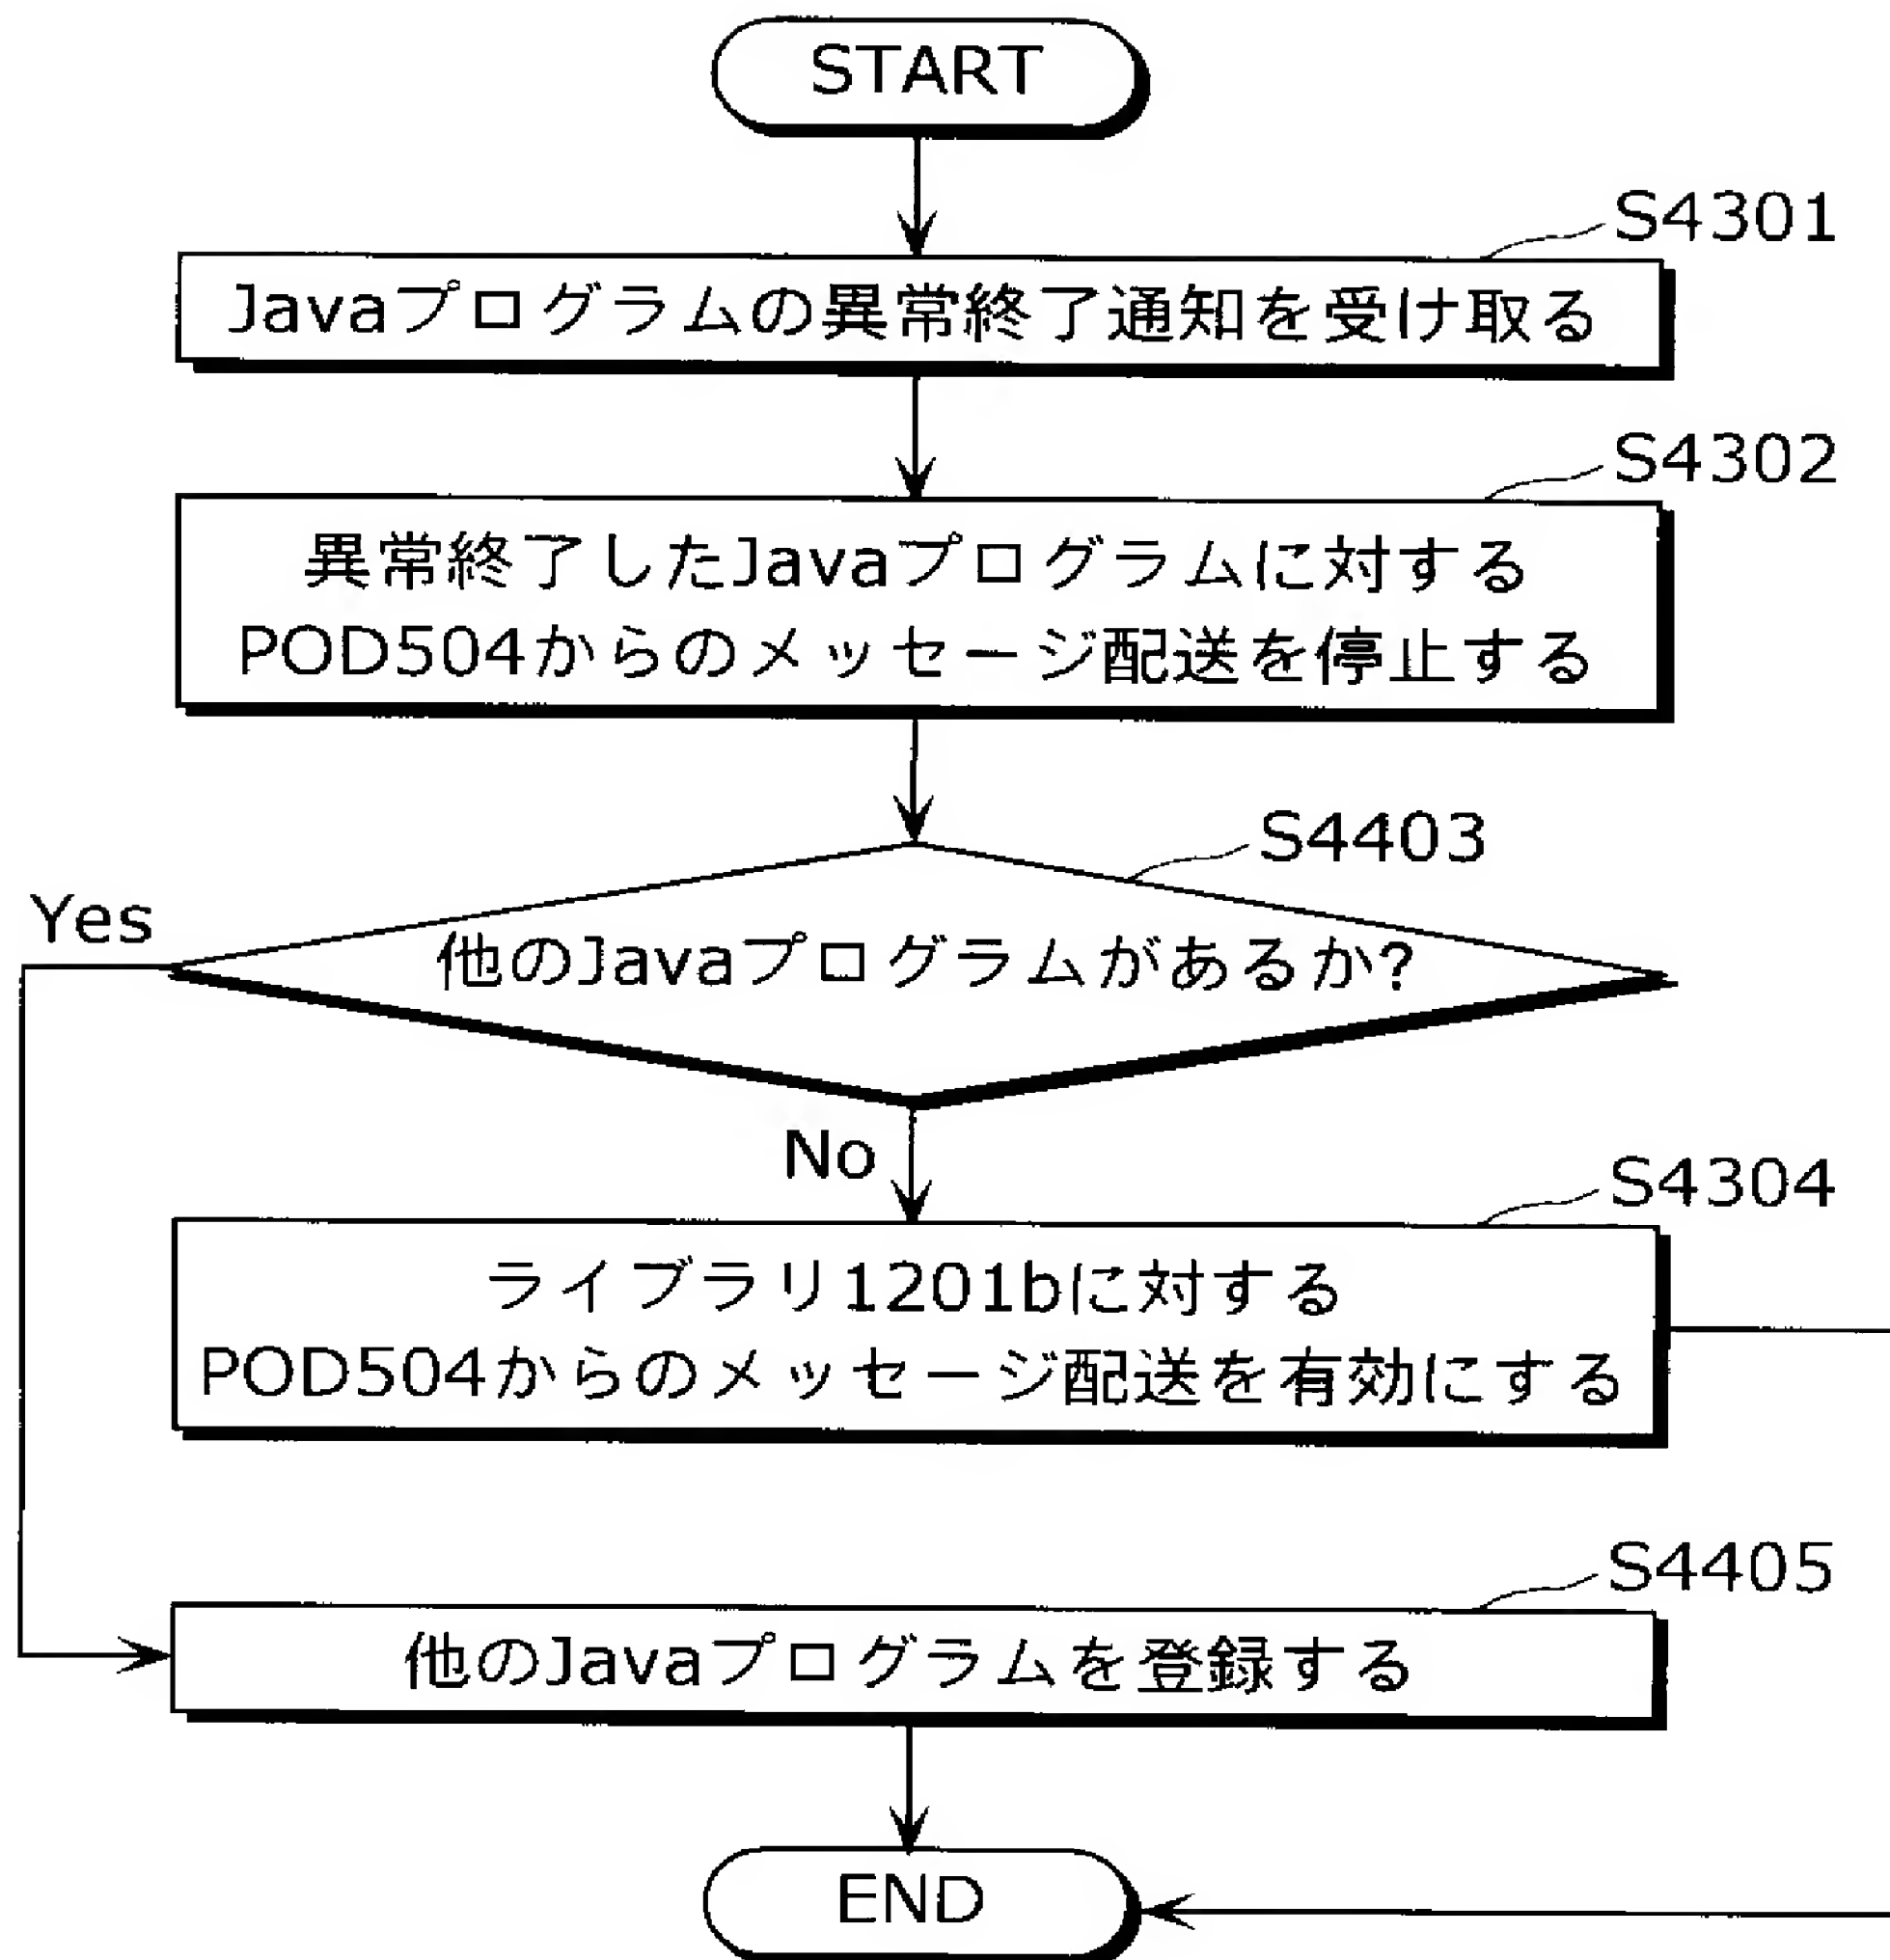 START
S4301
Javaプログラムの異常終了通知を受け取る
S4302
異常終了したJavaプログラムに対する
POD504からのメッセージ配送を停止する
S4403
Yes
他のJavaプログラムがあるか?
No
S4304
ライブラリ1201bに対する
POD504からのメッセージ配送を有効にする
S4405
他のJavaプログラムを登録する
END